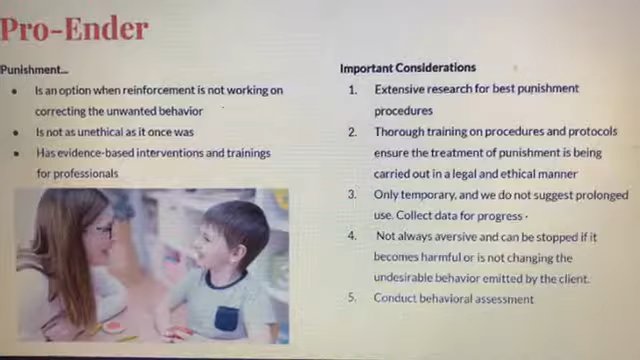 Pro-Ender
Punishment...
• Is an option when reinforcement is not working on
correcting the unwanted behavior
• Is not as unethical as it once was
• Has evidence-based interventions and trainings
for professionals
Important Considerations
1. Extensive research for best punishment
procedures
2. Thorough training on procedures and protocols
ensure the treatment of punishment is being
carried out in a legal and ethical manner
3. Only temporary, and we do not suggest prolonged
use. Collect data for progress
4. Not always aversive and can be stopped if it
becomes harmful or is not changing the
undesirable behavior emitted by the client.
5. Conduct behavioral assessment